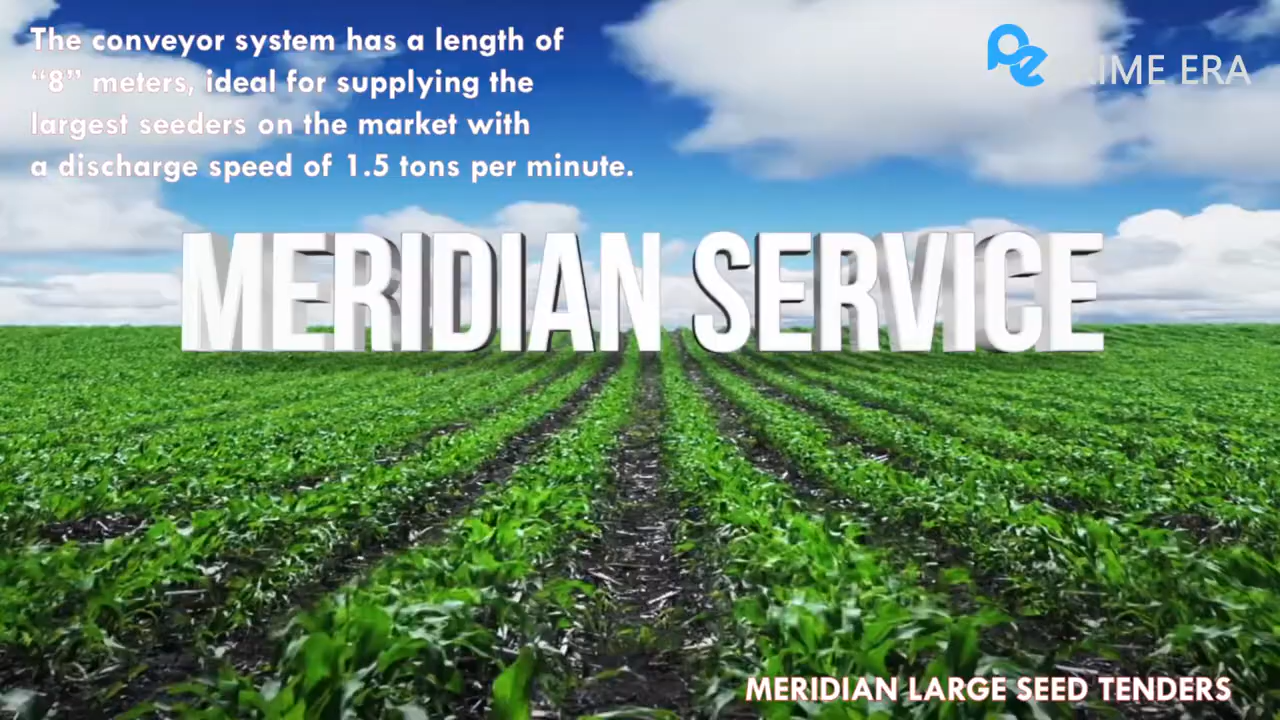 The conveyor system has a length of
“8” meters, ideal for supplying the
largest seeders on the market with
a discharge speed of 1.5 tons per minute.
PRIME ERA
MERIDIAN SERVICE
MERIDIAN LARGE SEED TENDERS